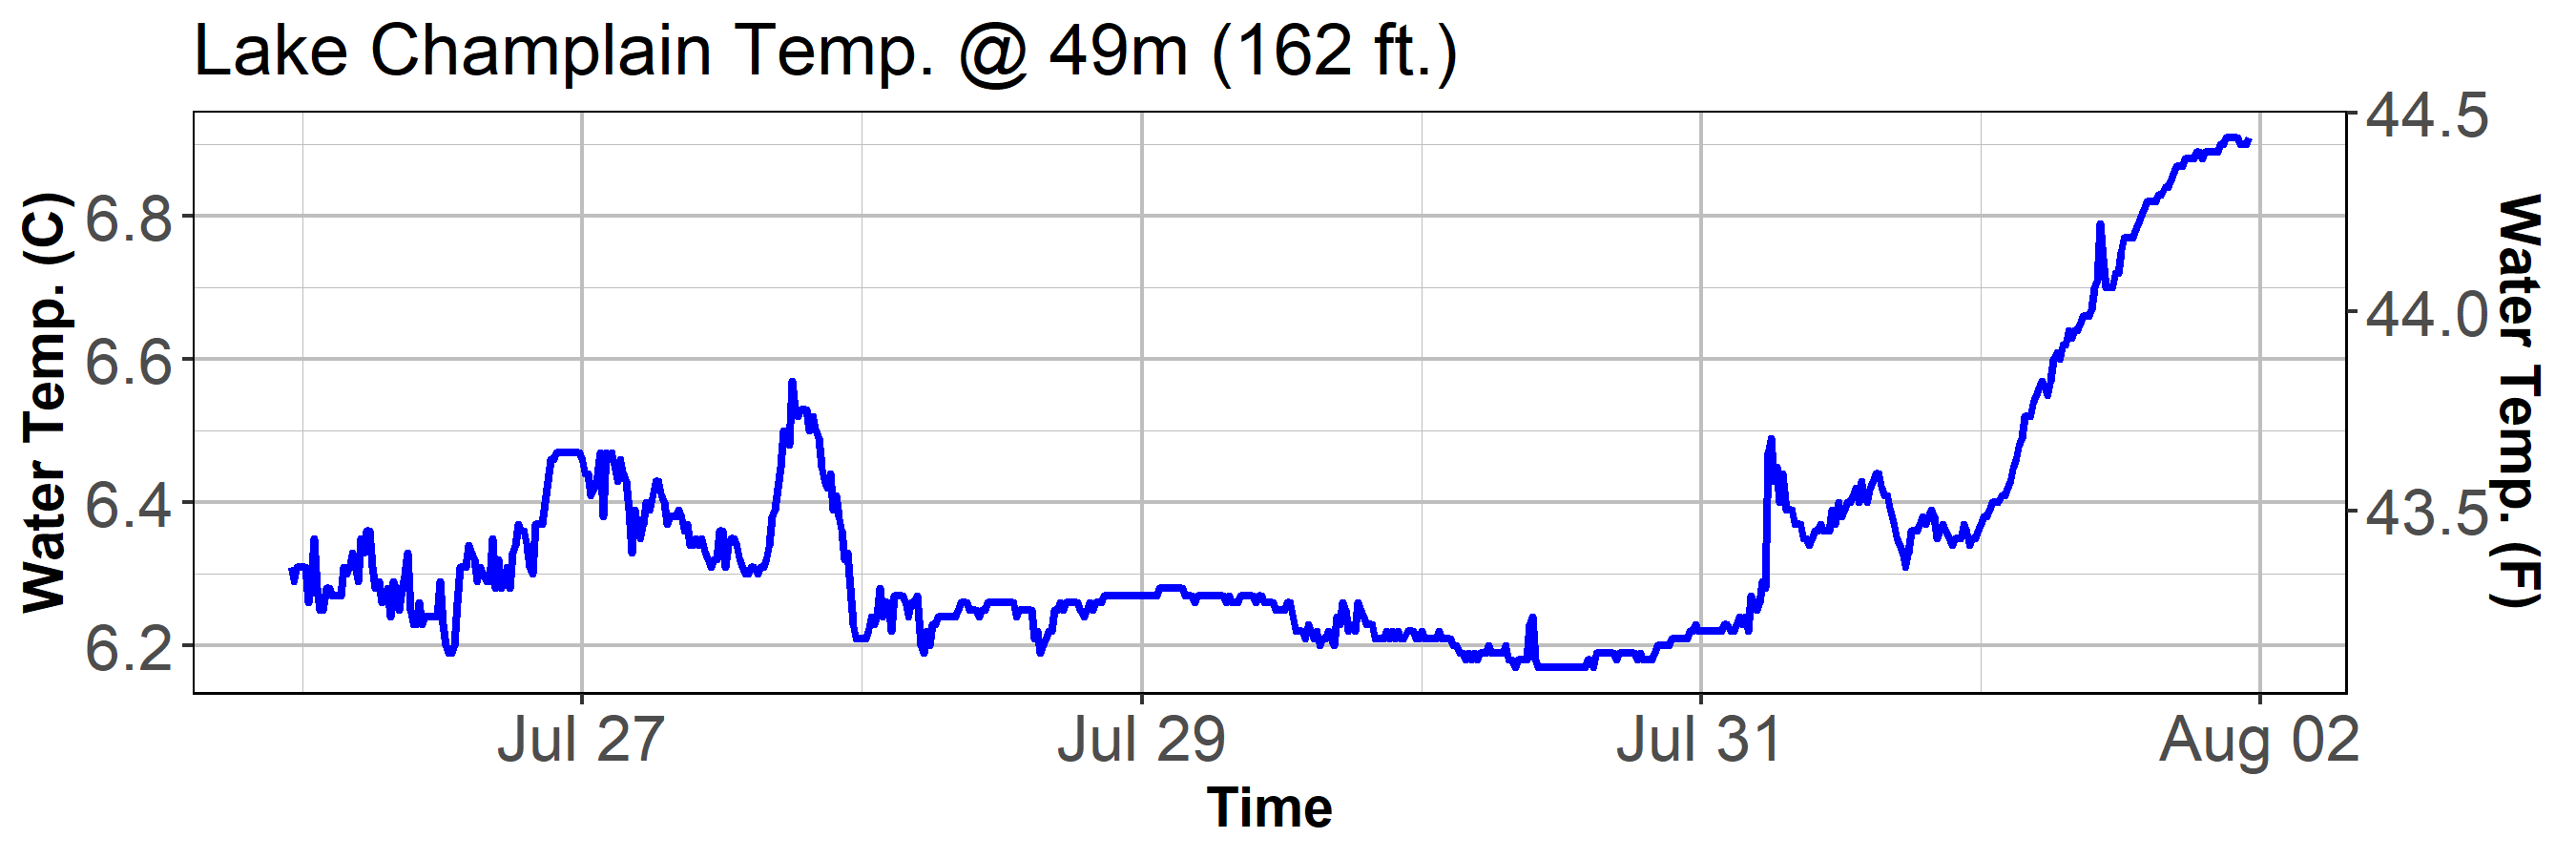 Lake Champlain Temp. @ 49m (162 ft.)
Water Temp. (C)
6.8
6.6
6.4
6.2
44.5
44.0
43.5
Water Temp. (F)
Jul 27
Jul 29
Jul 31
Aug 02
Time